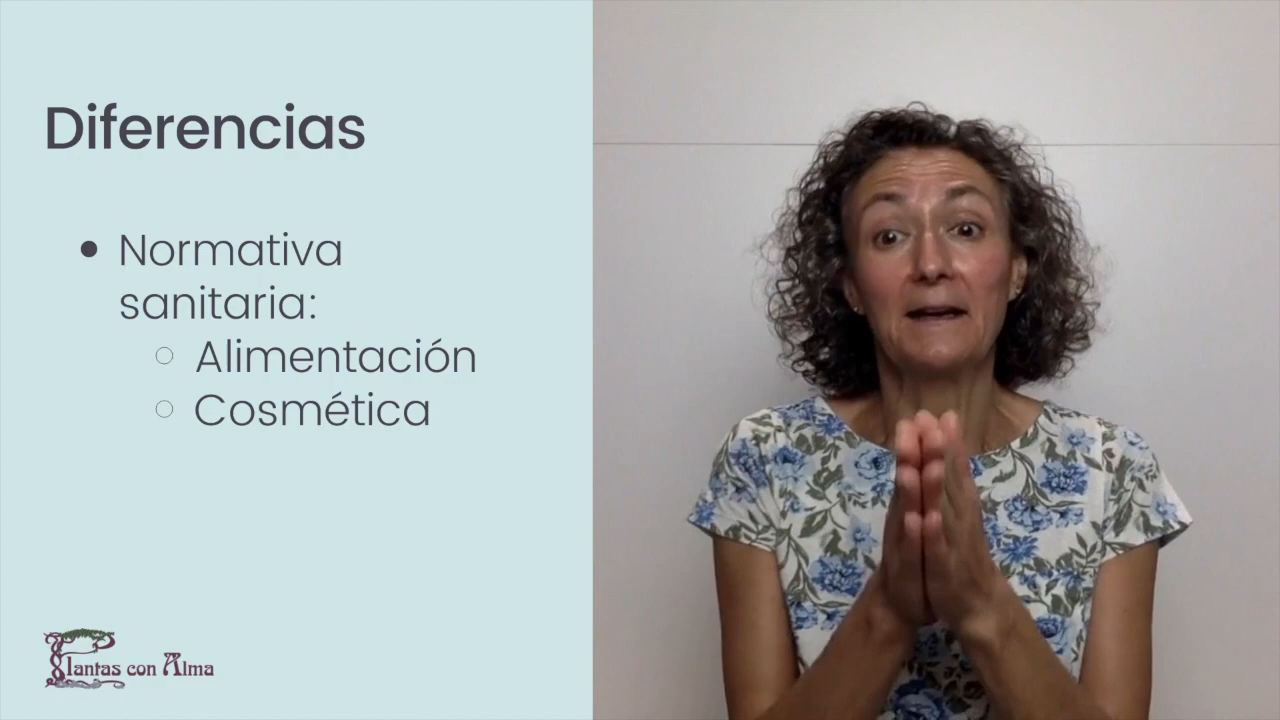 Diferencias
• Normativa
sanitaria:
○ Alimentación
○ Cosmética
Plantas con Alma